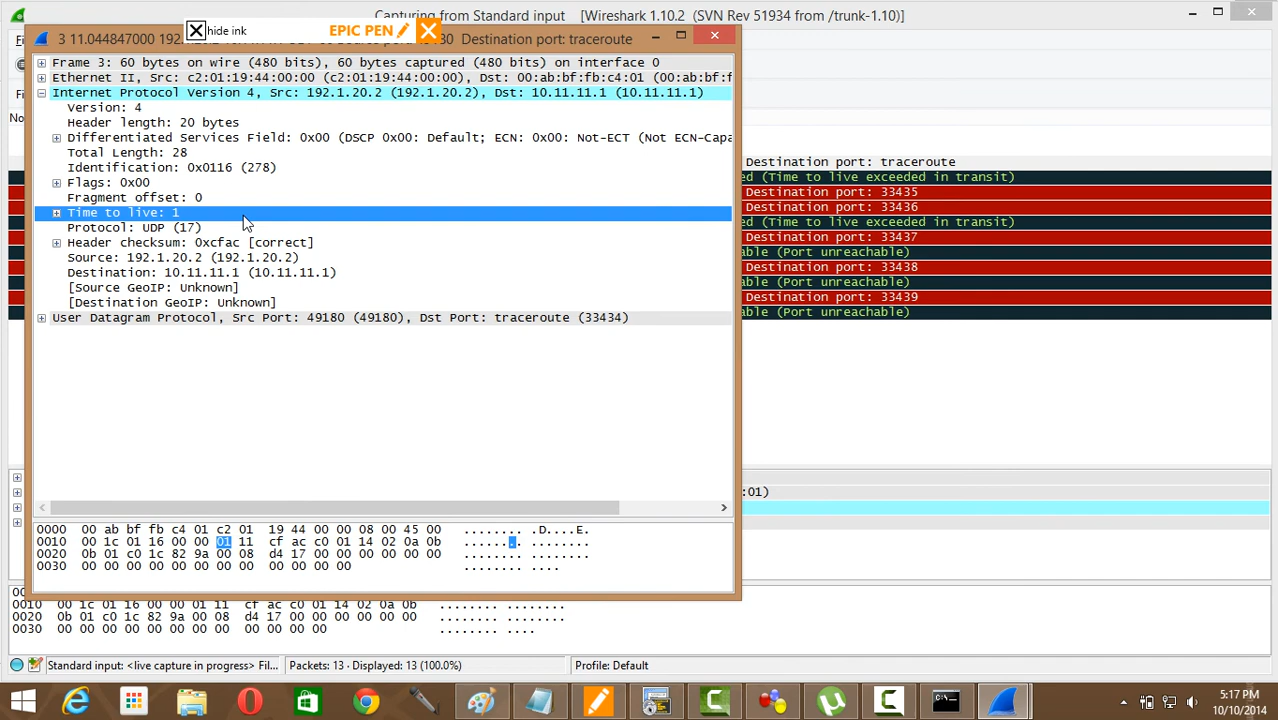 Capturing from Standard input [Wireshark 1.10.2 (SVN Rev 51934 from /trunk-1.10)]
hide ink
EPIC PEN
3 11.044847000 Destination port: traceroute
Frame 3: 60 bytes on wire (480 bits), 60 bytes captured (480 bits) on interface 0
Ethernet II, Src: c2:01:19:44:00:00 (c2:01:19:44:00:00), Dst: 00:ab:bf:fb:c4:01 (00:ab:bf:f
Internet Protocol Version 4, Src: 192.1.20.2 (192.1.20.2), Dst: 10.11.11.1 (10.11.11.1)
Version: 4
Header length: 20 bytes
Differentiated Services Field: 0x00 (DSCP 0x00: Default; ECN: 0x00: Not-ECT (Not ECN-Capa
Total Length: 28
Identification: 0x0116 (278)
Flags: 0x00
Fragment offset: 0
Time to live: 1
Protocol: UDP (17)
Header checksum: 0xcfac [correct]
Source: 192.1.20.2 (192.1.20.2)
Destination: 10.11.11.1 (10.11.11.1)
[Source GeoIP: Unknown]
[Destination GeoIP: Unknown]
User Datagram Protocol, Src Port: 49180 (49180), Dst Port: traceroute (33434)
Destination port: traceroute
ed (Time to live exceeded in transit)
Destination port: 33435
Destination port: 33436
ed (Time to live exceeded in transit)
Destination port: 33437
able (Port unreachable)
Destination port: 33438
able (Port unreachable)
Destination port: 33439
able (Port unreachable)
:01)
0000 00 ab bf fb c4 01 c2 01 19 44 00 00 08 00 45 00 ........ .D....E.
0010 00 1c 01 16 00 00 01 11 cf ac c0 01 14 02 0a 0b ........ ........
0020 0b 01 c0 1c 82 9a 00 08 d4 17 00 00 00 00 00 00 ........ ........
0030 00 00 00 00 00 00 00 00 00 00 00 00 ........ ....
0010 00 1c 01 16 00 00 01 11 cf ac c0 01 14 02 0a 0b ........ ........
0020 0b 01 c0 1c 82 9a 00 08 d4 17 00 00 00 00 00 00 ........ ........
0030 00 00 00 00 00 00 00 00 00 00 00 00 ........ ....
Standard input: <live capture in progress> Fil... Packets: 13 · Displayed: 13 (100.0%) Profile: Default
5:17 PM
10/10/2014